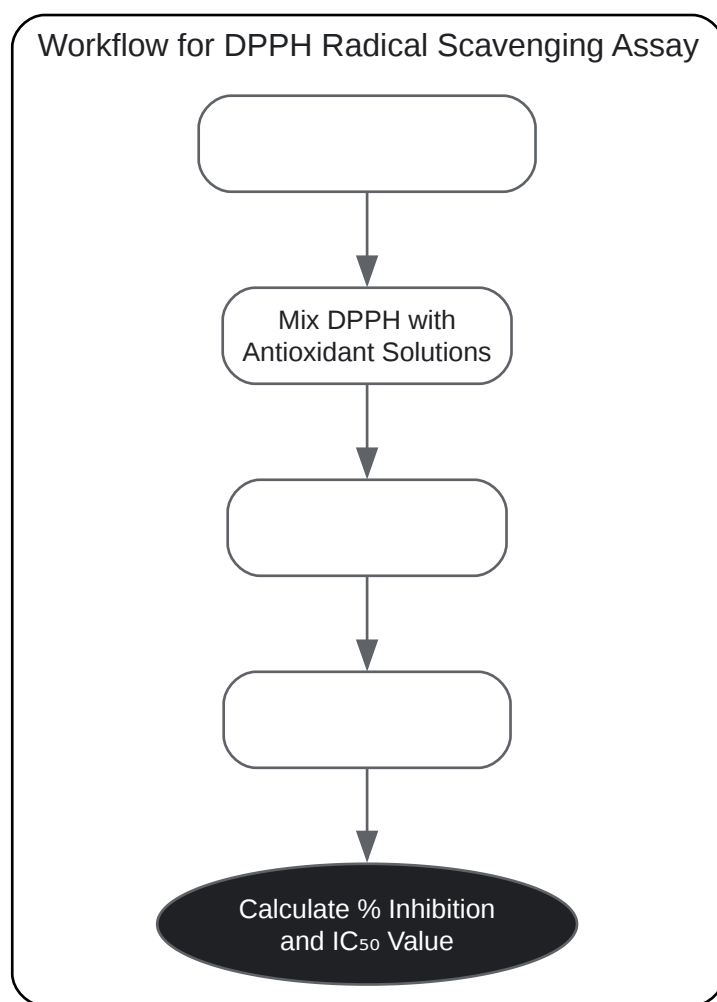 Workflow for DPPH Radical Scavenging Assay
Mix DPPH with
Antioxidant Solutions
Calculate % Inhibition
and IC₅₀ Value